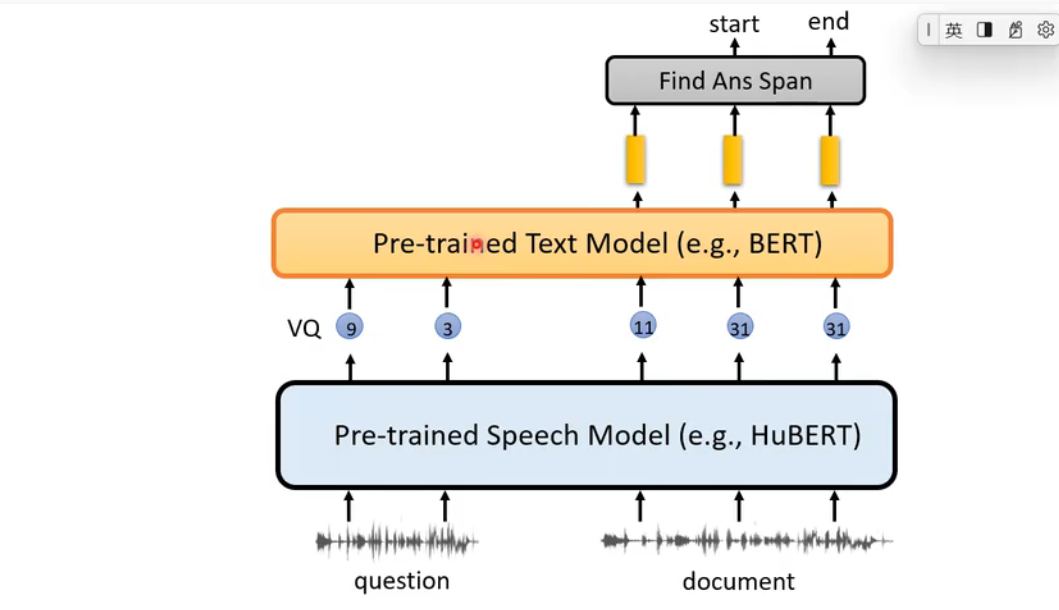 start end
英
Find Ans Span
Pre-trained Text Model (e.g., BERT)
VQ 9 3 11 31 31
Pre-trained Speech Model (e.g., HuBERT)
question document